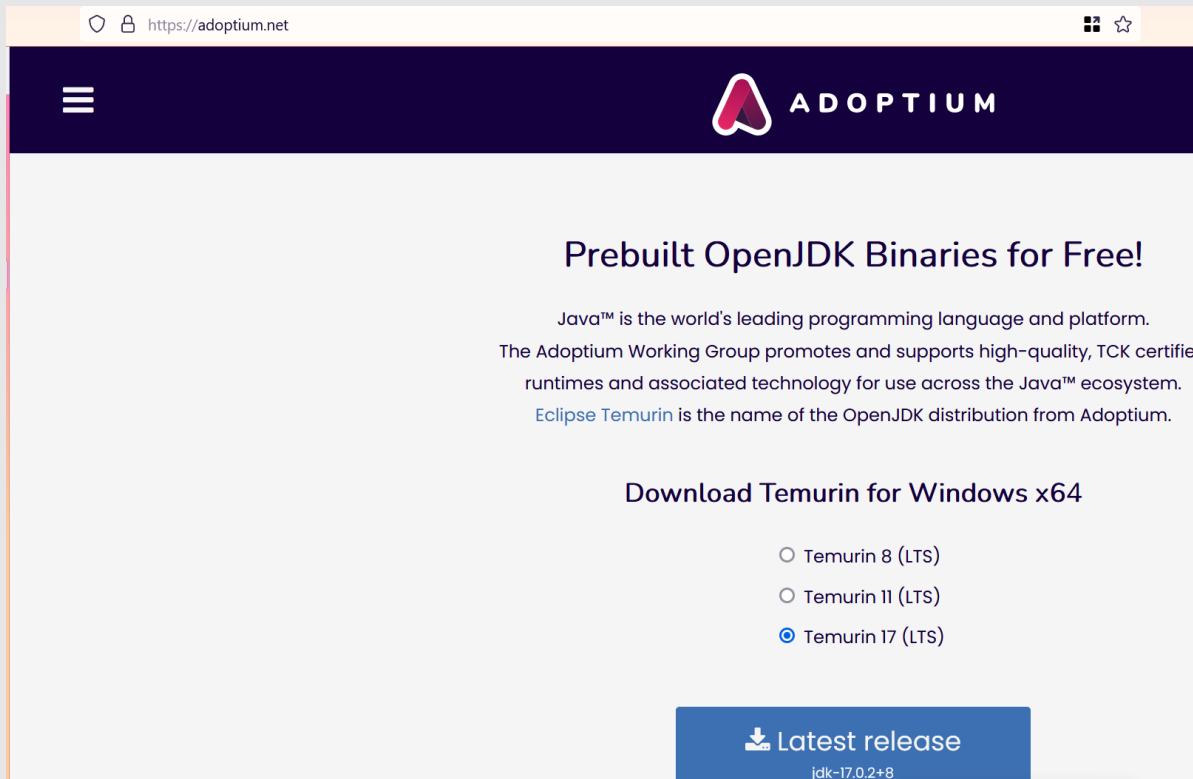 https://adoptium.net
ADOPTIUM
Prebuilt OpenJDK Binaries for Free!
Java™ is the world's leading programming language and platform.
The Adoptium Working Group promotes and supports high-quality, TCK certifie
runtimes and associated technology for use across the Java™ ecosystem.
Eclipse Temurin is the name of the OpenJDK distribution from Adoptium.
Download Temurin for Windows x64
Temurin 8 (LTS)
Temurin 11 (LTS)
Temurin 17 (LTS)
Latest release
jdk-17.0.2+8